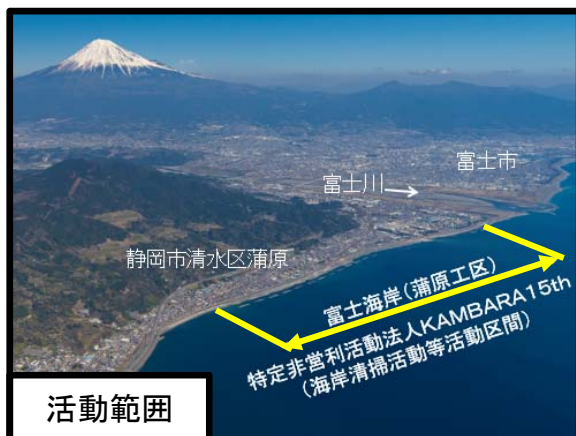 富士市
富士川
静岡市清水区蒲原
富士海岸(蒲原工区)
特定非営利活動法人KAMBARA15th
(海岸清掃活動等活動区間)
活動範囲